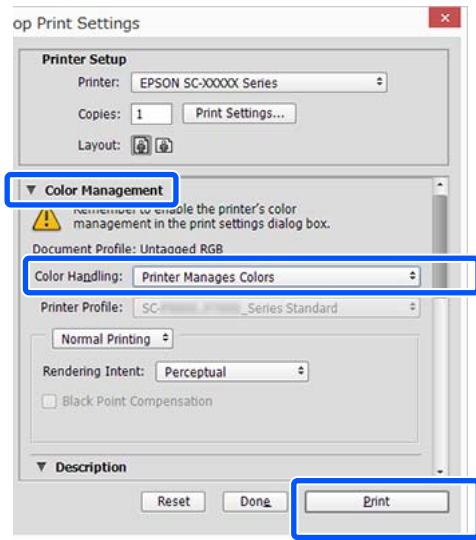 op Print Settings
Printer Setup
Printer: EPSON SC-XXXXX Series
Copies: 1 Print Settings...
Layout:
Color Management
Remember to enable the printer's color
management in the print settings dialog box.
Document Profile: Untagged RGB
Color Handling: Printer Manages Colors
Printer Profile: SC- _Series Standard
Normal Printing
Rendering Intent: Perceptual
Black Point Compensation
Description
Reset Done Print